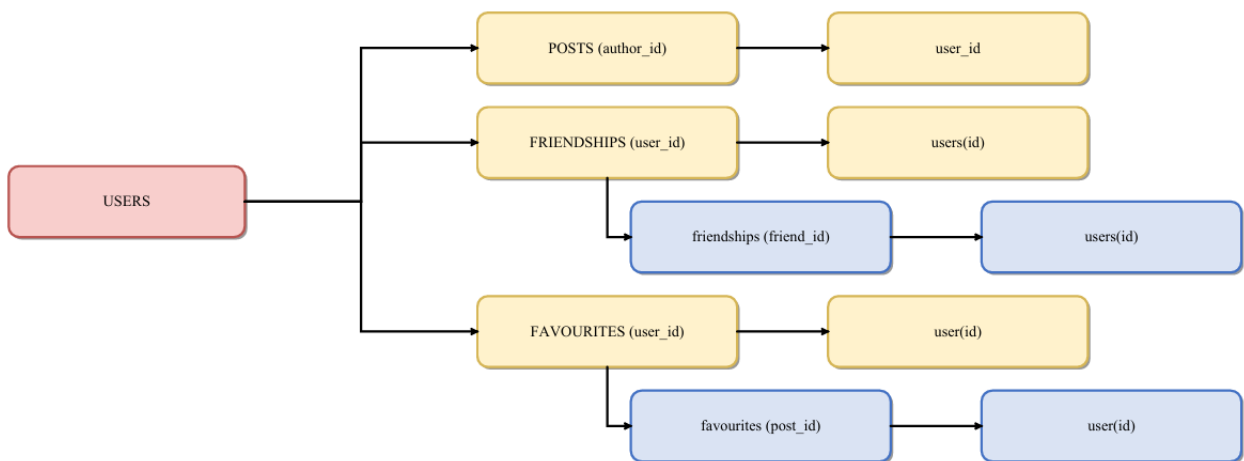 POSTS (author_id)
user_id
FRIENDSHIPS (user_id)
users(id)
USERS
friendships (friend_id)
users(id)
FAVOURITES (user_id)
user(id)
favourites (post_id)
user(id)